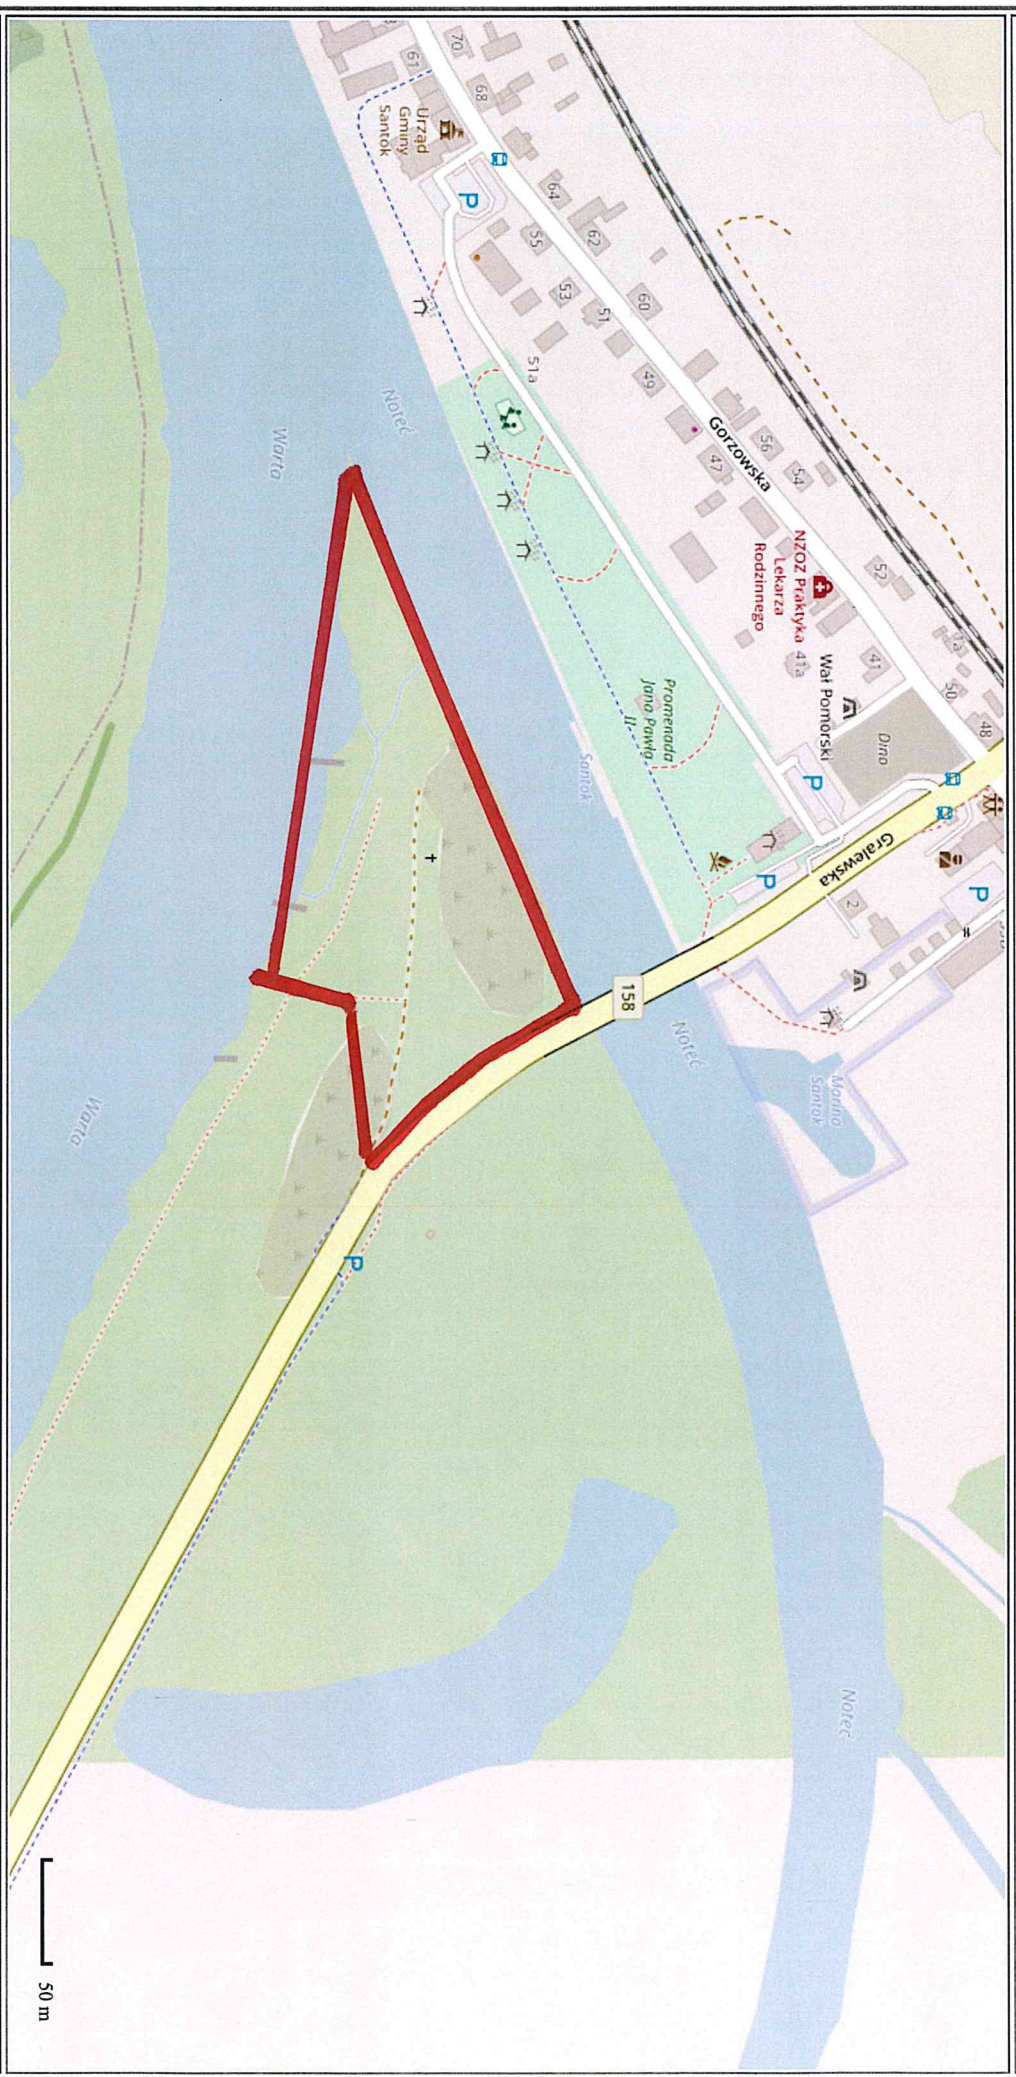 70
61
68
Urząd
Gminy
Santok
P
64
62
55
53
51
60
49
51a
Gorzowska
56
54
47
52
NZOZ Praktyka
Lekarza
Rodzinnego
41a
41
7a
50
48
Wał Pomorski
Dino
P
Promenada
Jana Pawła
II
Gralewska
P
2
P
Santok
158
Noteć
Noteć
Noteć
Warta
Warta
Marina
Santok
P
50 m